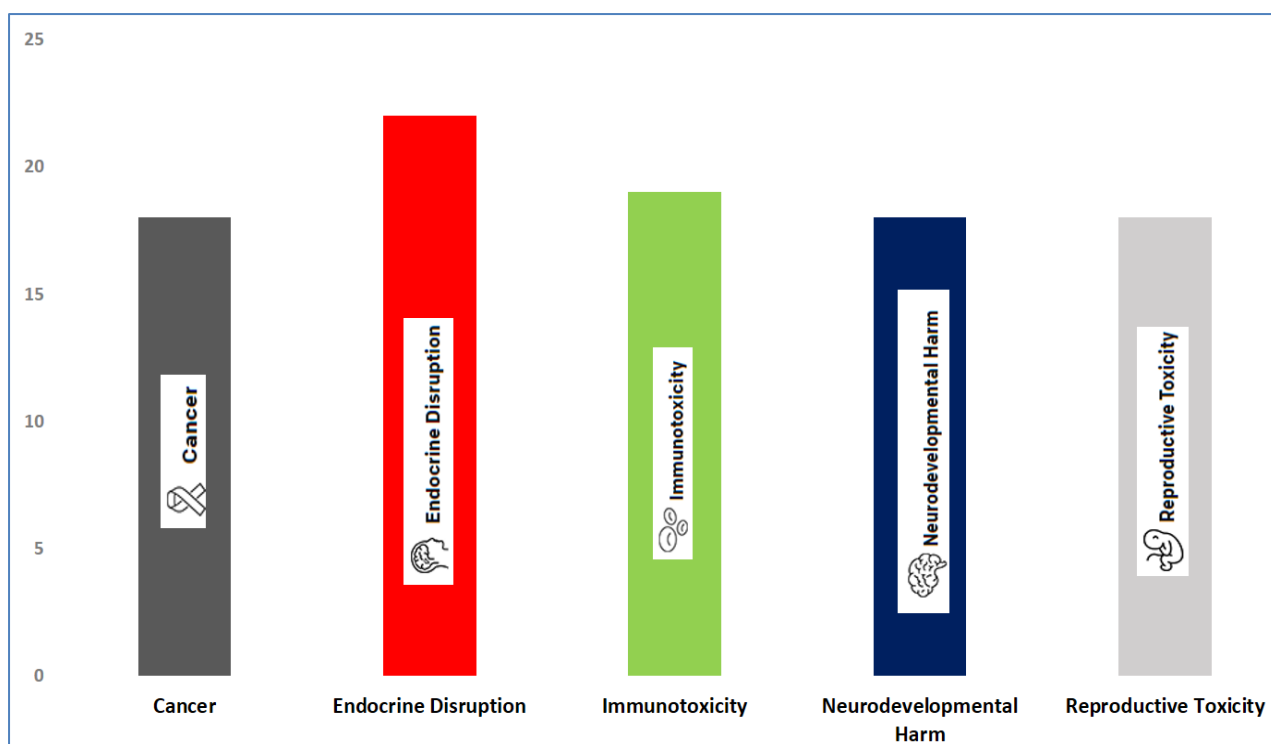 25
20
15
10
5
0
Cancer
Endocrine Disruption
Immunotoxicity
Neurodevelopmental Harm
Reproductive Toxicity
Cancer
Endocrine Disruption
Immunotoxicity
Neurodevelopmental
Harm
Reproductive Toxicity